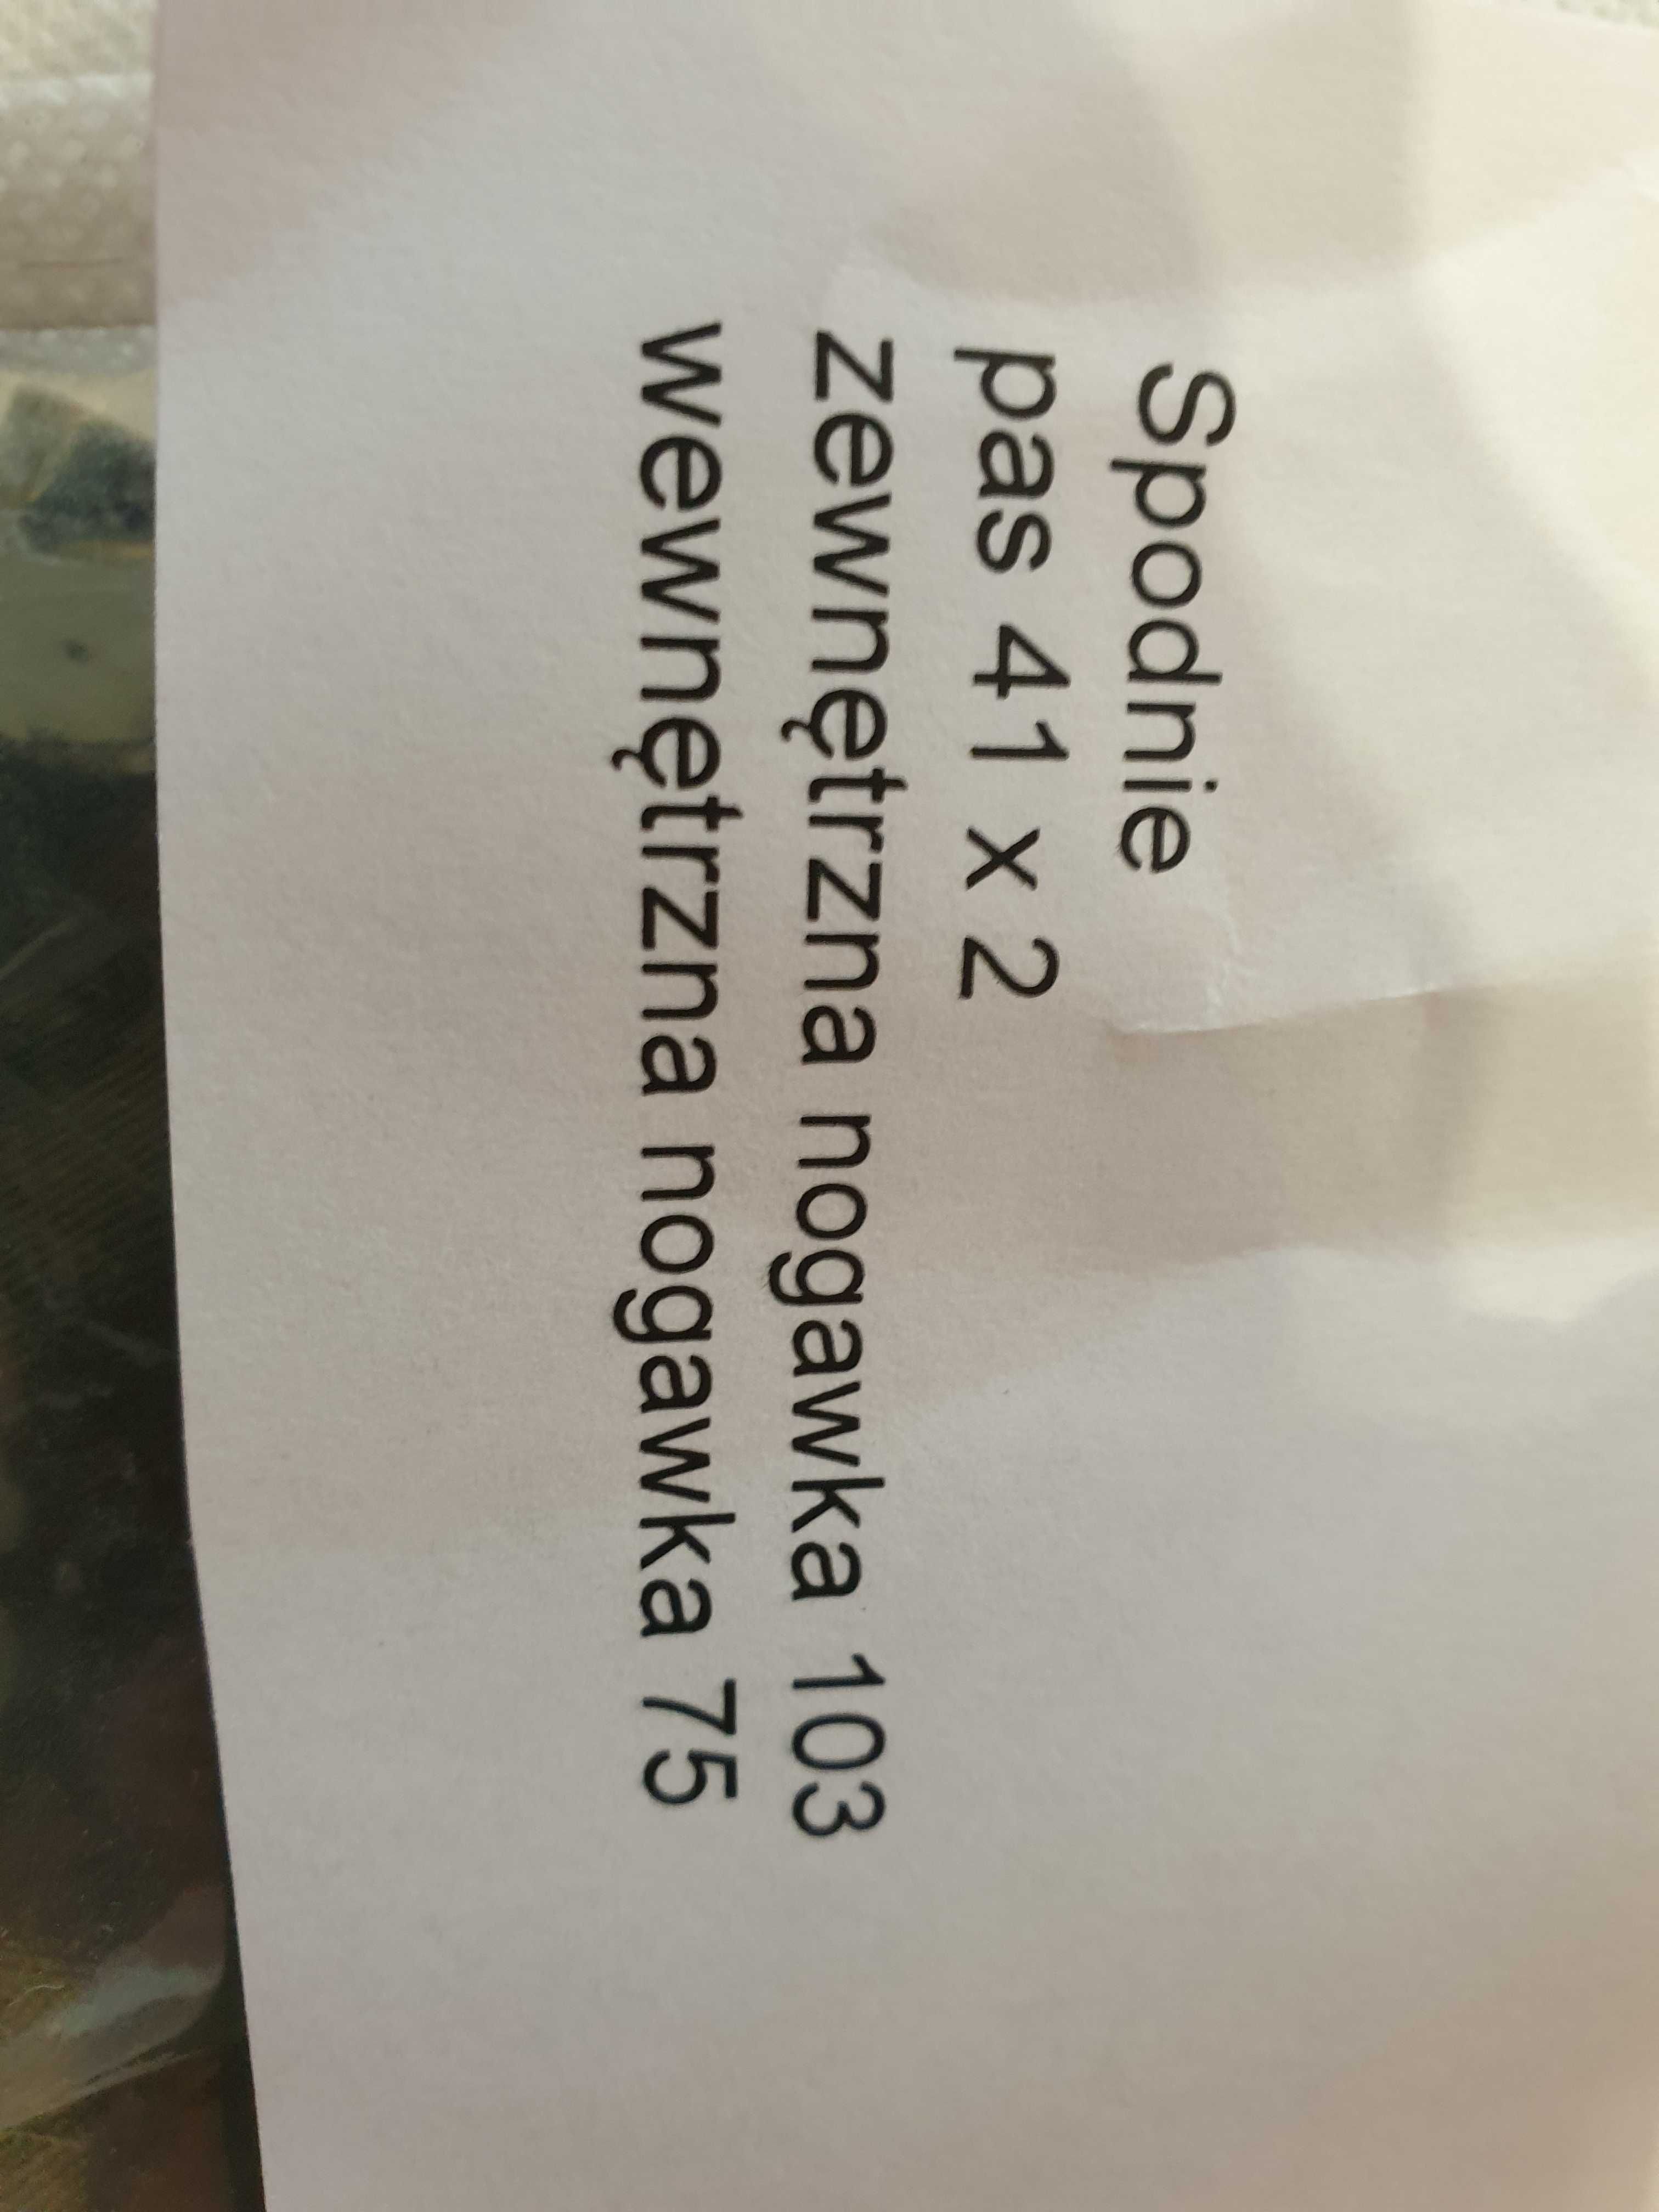 Spodnie
pas 41 x 2
zewnętrzna nogawka 103
wewnętrzna nogawka 75